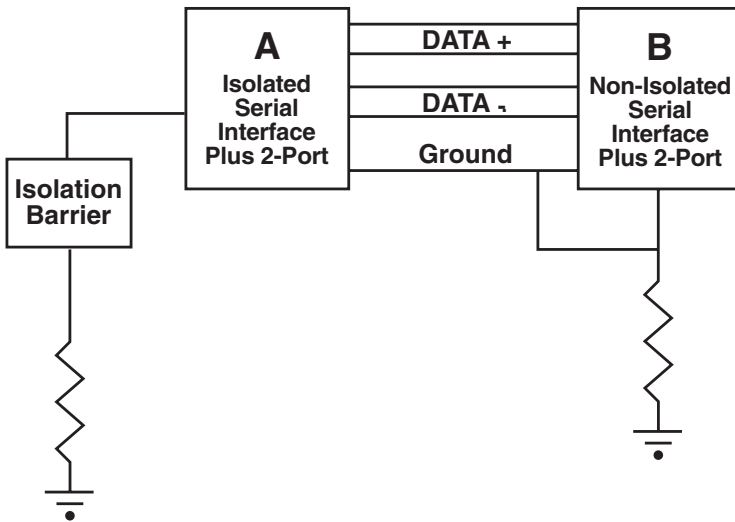 A
Isolated
Serial
Interface
Plus 2-Port
DATA +
DATA -
Ground
B
Non-Isolated
Serial
Interface
Plus 2-Port
Isolation
Barrier